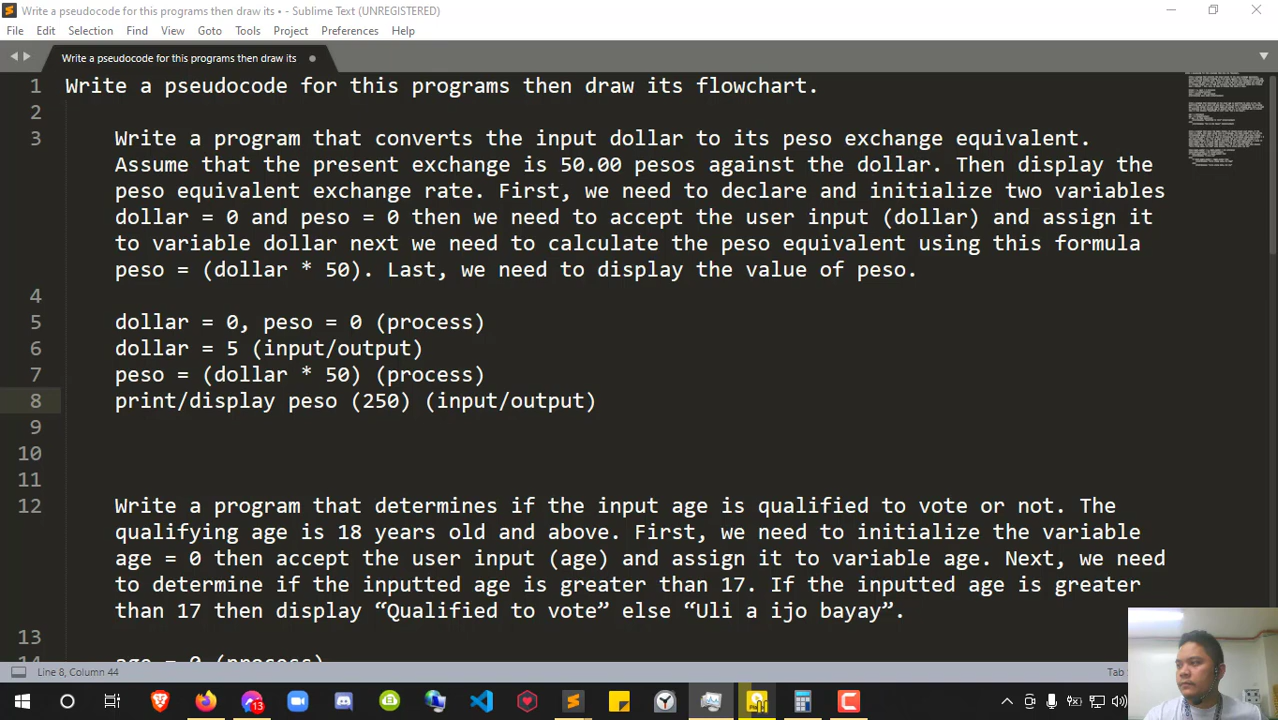 Write a pseudocode for this programs then draw its • - Sublime Text (UNREGISTERED)
File Edit Selection Find View Goto Tools Project Preferences Help
Write a pseudocode for this programs then draw its
1 Write a pseudocode for this programs then draw its flowchart.
2
3 Write a program that converts the input dollar to its peso exchange equivalent.
Assume that the present exchange is 50.00 pesos against the dollar. Then display the
peso equivalent exchange rate. First, we need to declare and initialize two variables
dollar = 0 and peso = 0 then we need to accept the user input (dollar) and assign it
to variable dollar next we need to calculate the peso equivalent using this formula
peso = (dollar * 50). Last, we need to display the value of peso.
4
5 dollar = 0, peso = 0 (process)
6 dollar = 5 (input/output)
7 peso = (dollar * 50) (process)
8 print/display peso (250) (input/output)
9
10
11
12 Write a program that determines if the input age is qualified to vote or not. The
qualifying age is 18 years old and above. First, we need to initialize the variable
age = 0 then accept the user input (age) and assign it to variable age. Next, we need
to determine if the inputted age is greater than 17. If the inputted age is greater
than 17 then display “Qualified to vote” else “Uli a ijo bayay”.
13
14 age = 0 (process)
Line 8, Column 44 Tab
13